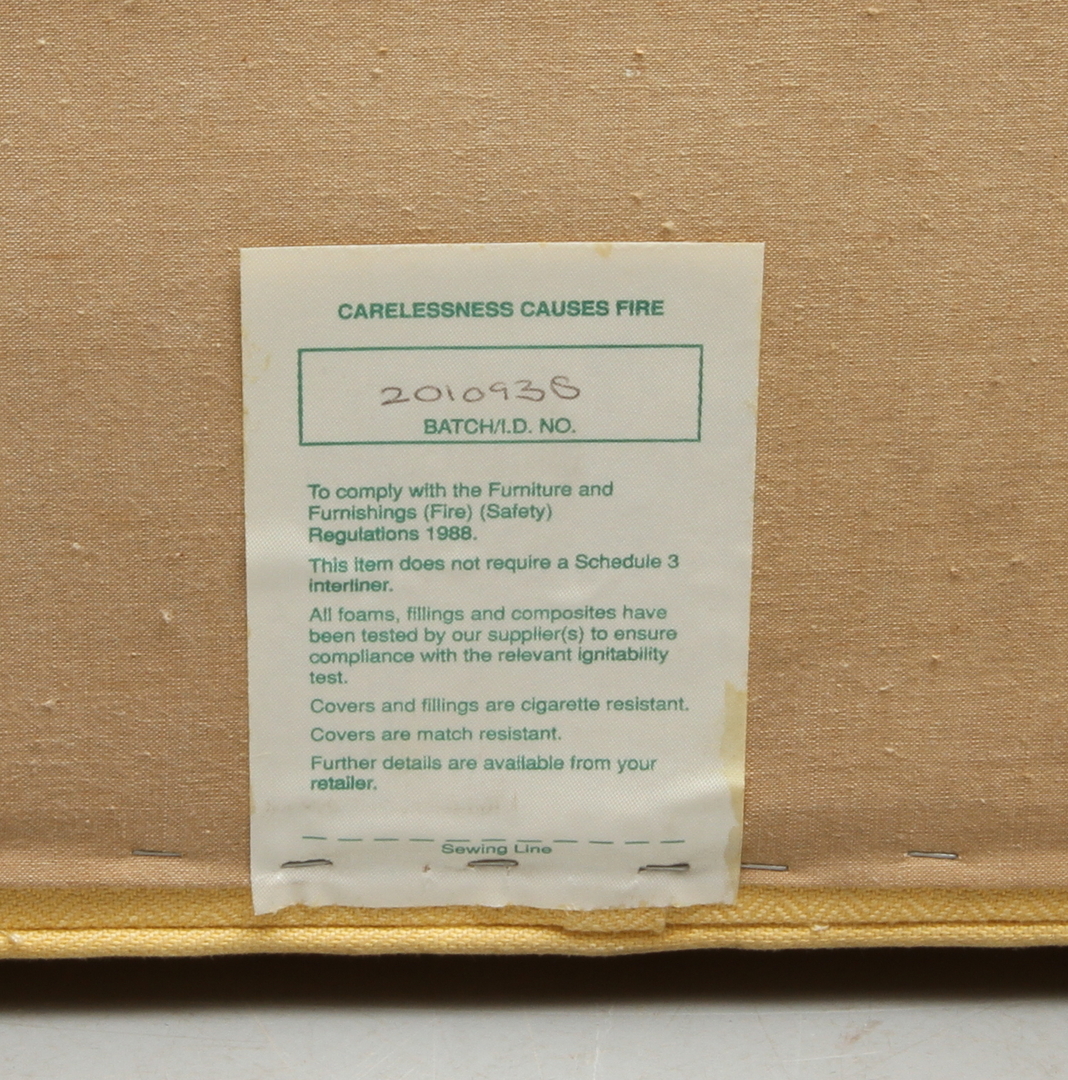 CARELESSNESS CAUSES FIRE
2010938
BATCH/I.D. NO.
To comply with the Furniture and
Furnishings (Fire) (Safety)
Regulations 1988.
This item does not require a Schedule 3
interliner.
All foams, fillings and composites have
been tested by our supplier(s) to ensure
compliance with the relevant ignitability
test.
Covers and fillings are cigarette resistant.
Covers are match resistant.
Further details are available from your
retailer.
Sewing Line